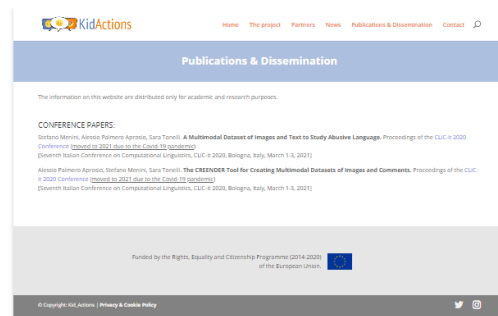 KidActions
Home The project Partners News Publications & Dissemination Contact
Publications & Dissemination
The information on this website are distributed only for academic and research purposes.
CONFERENCE PAPERS:
Stefano Menini, Alessio Palmero Aprosio, Sara Tonelli. A Multimodal Dataset of Images and Text to Study Abusive Language. Proceedings of the CLiC-it 2020
Conference (moved to 2021 due to the Covid-19 pandemic)
[Seventh Italian Conference on Computational Linguistics, CLiC-it 2020, Bologna, Italy, March 1-3, 2021]
Alessio Palmero Aprosio, Stefano Menini, Sara Tonelli. The CREENDER Tool for Creating Multimodal Datasets of Images and Comments. Proceedings of the CLiC-
it 2020 Conference (moved to 2021 due to the Covid-19 pandemic)
[Seventh Italian Conference on Computational Linguistics, CLiC-it 2020, Bologna, Italy, March 1-3, 2021]
Funded by the Rights, Equality and Citizenship Programme (2014-2020)
of the European Union.
© Copyright: Kid_Actions | Privacy & Cookie Policy